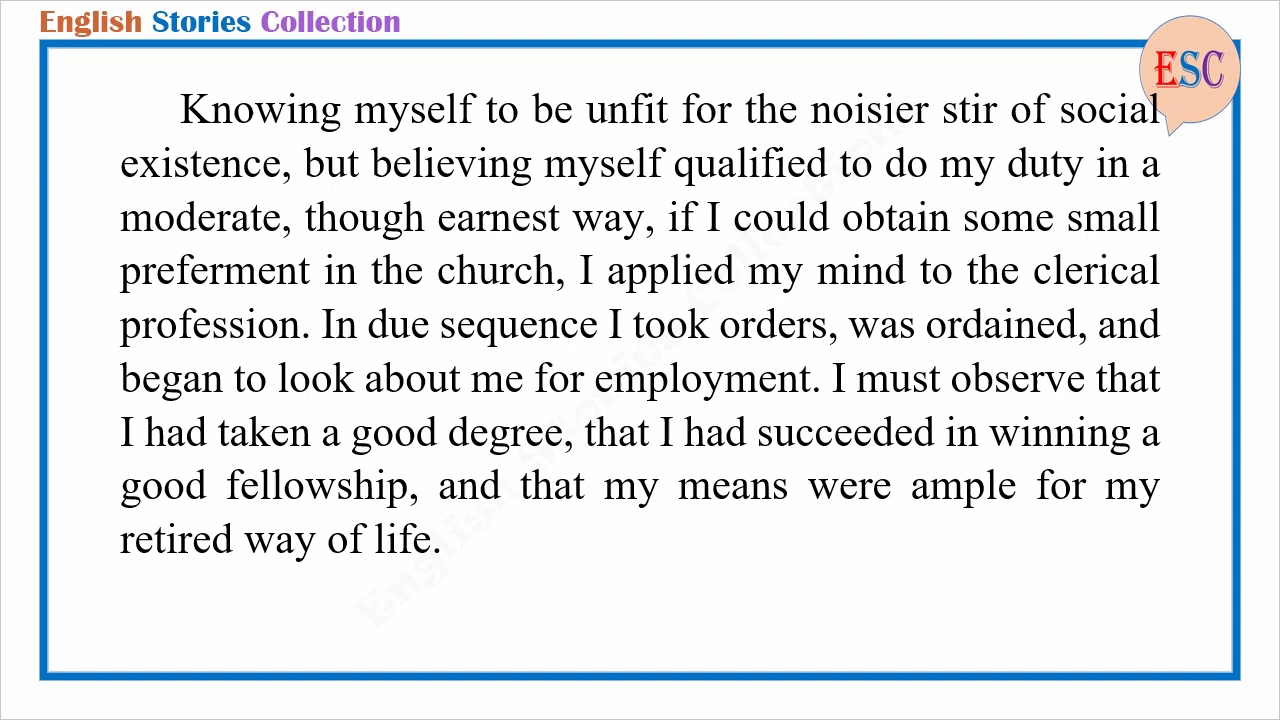 English Stories Collection
ESC
Knowing myself to be unfit for the noisier stir of social
existence, but believing myself qualified to do my duty in a
moderate, though earnest way, if I could obtain some small
preferment in the church, I applied my mind to the clerical
profession. In due sequence I took orders, was ordained, and
began to look about me for employment. I must observe that
I had taken a good degree, that I had succeeded in winning a
good fellowship, and that my means were ample for my
retired way of life.
English Stories Collection